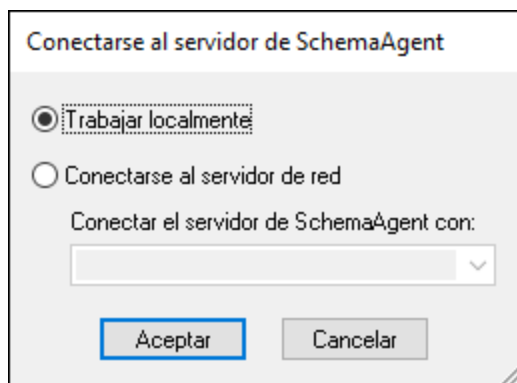 Conectarse al servidor de SchemaAgent
Trabajar localmente
Conectarse al servidor de red
Conectar el servidor de SchemaAgent con:
Aceptar
Cancelar